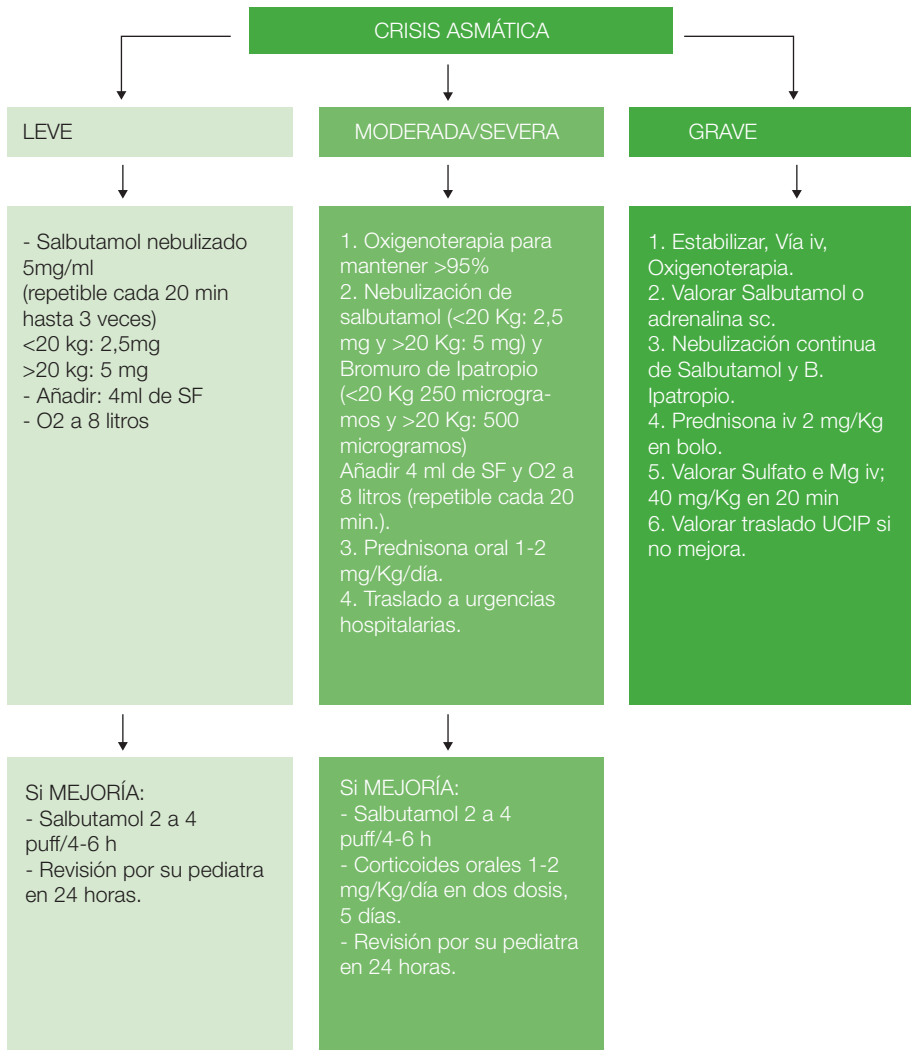 CRISIS ASMÁTICA
LEVE
MODERADA/SEVERA
GRAVE
- Salbutamol nebulizado
5mg/ml
(repetible cada 20 min
hasta 3 veces)
<20 kg: 2,5mg
>20 kg: 5 mg
- Añadir: 4ml de SF
- O2 a 8 litros
1. Oxigenoterapia para
mantener >95%
2. Nebulización de
salbutamol (<20 Kg: 2,5
mg y >20 Kg: 5 mg) y
Bromuro de Ipatropio
(<20 Kg 250 microgra-
mos y >20 Kg: 500
microgramos)
Añadir 4 ml de SF y O2 a
8 litros (repetible cada 20
min.).
3. Prednisona oral 1-2
mg/Kg/día.
4. Traslado a urgencias
hospitalarias.
1. Estabilizar, Vía iv,
Oxigenoterapia.
2. Valorar Salbutamol o
adrenalina sc.
3. Nebulización continua
de Salbutamol y B.
Ipatropio.
4. Prednisona iv 2 mg/Kg
en bolo.
5. Valorar Sulfato e Mg iv;
40 mg/Kg en 20 min
6. Valorar traslado UCIP si
no mejora.
Si MEJORÍA:
- Salbutamol 2 a 4
puff/4-6 h
- Revisión por su pediatra
en 24 horas.
Si MEJORÍA:
- Salbutamol 2 a 4
puff/4-6 h
- Corticoides orales 1-2
mg/Kg/día en dos dosis,
5 días.
- Revisión por su pediatra
en 24 horas.